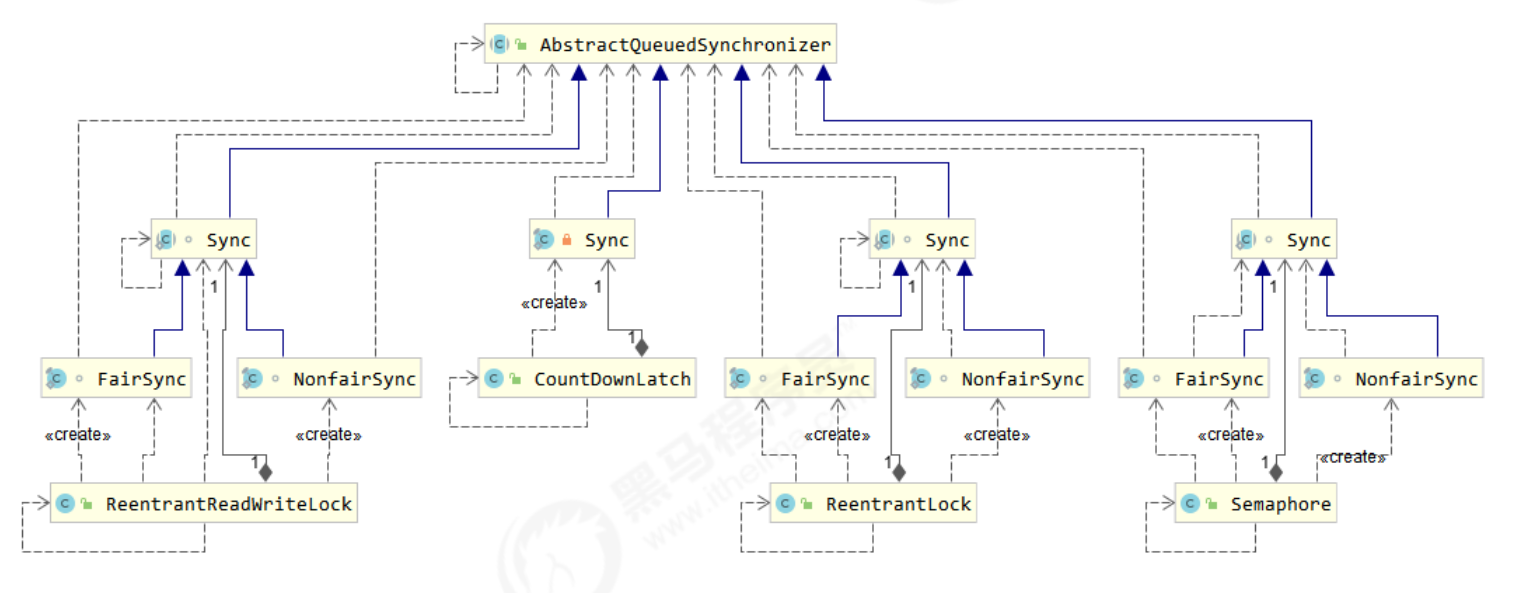 AbstractQueuedSynchronizer
Sync
Sync
Sync
Sync
1
«create»
1
1
1
1
FairSync
NonfairSync
CountDownLatch
FairSync
NonfairSync
FairSync
NonfairSync
«create»
«create»
«create»
«create»
«create»
«create»
1
1
1
ReentrantReadWriteLock
ReentrantLock
Semaphore
黑马程序员
www.itheima.com